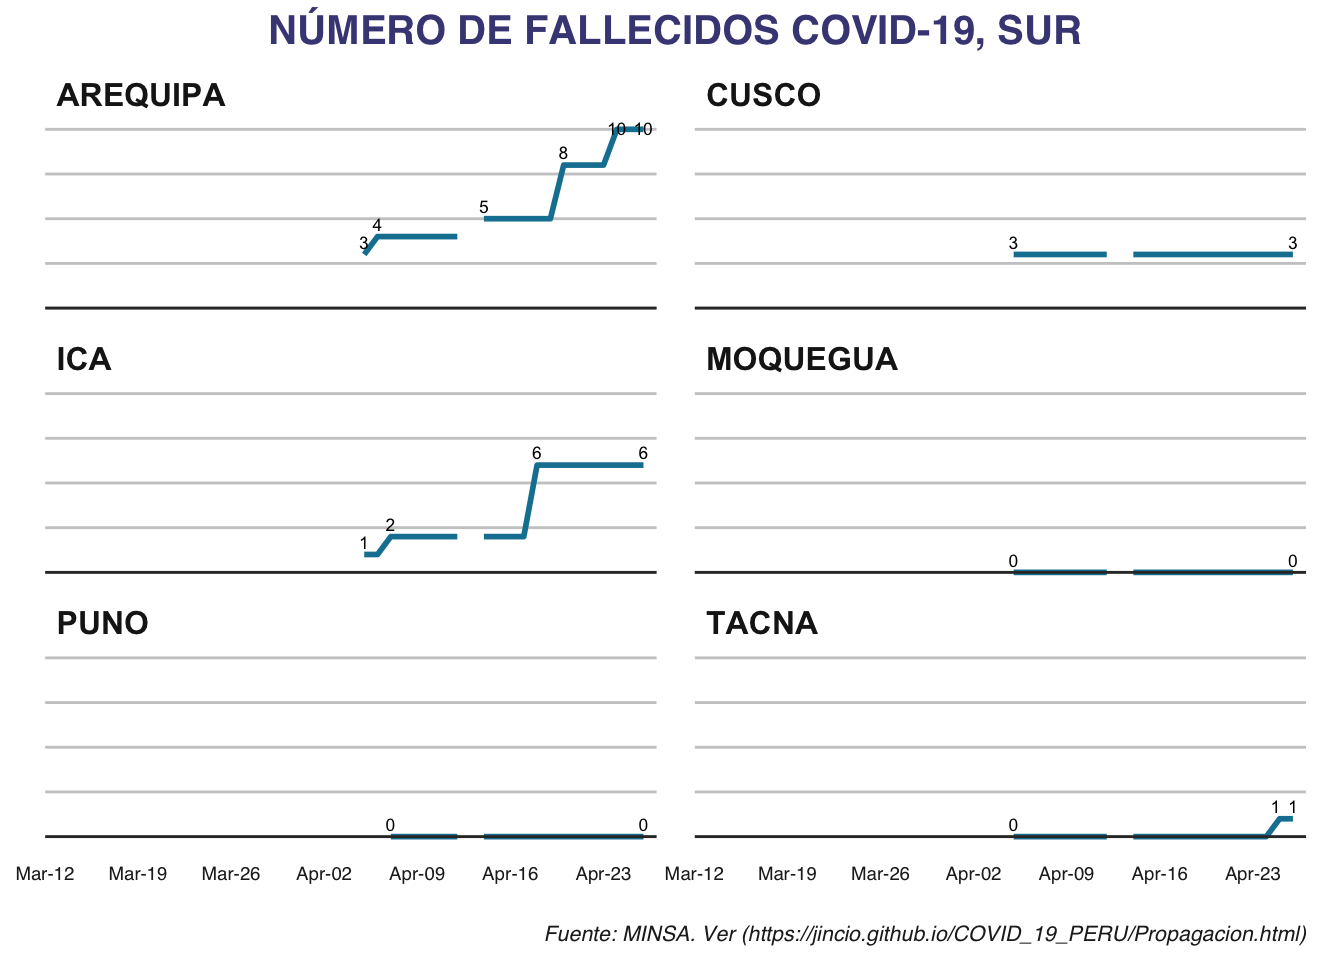 NÚMERO DE FALLECIDOS COVID-19, SUR
AREQUIPA
CUSCO
3
4
5
8
10
10
3
3
ICA
MOQUEGUA
1
2
6
6
0
0
PUNO
TACNA
0
0
0
1
1
Mar-12 Mar-19 Mar-26 Apr-02 Apr-09 Apr-16 Apr-23 Mar-12 Mar-19 Mar-26 Apr-02 Apr-09 Apr-16 Apr-23
Fuente: MINSA. Ver (https://jincio.github.io/COVID_19_PERU/Propagacion.html)